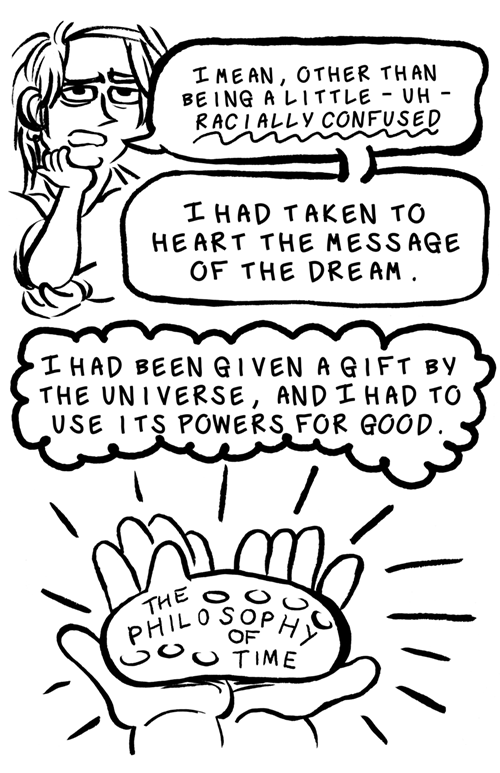 I MEAN, OTHER THAN
BEING A LITTLE - UH -
RACIALLY CONFUSED
I HAD TAKEN TO
HEART THE MESSAGE
OF THE DREAM.
I HAD BEEN GIVEN A GIFT BY
THE UNIVERSE, AND I HAD TO
USE ITS POWERS FOR GOOD.
THE
PHILOSOPHY
OF
TIME